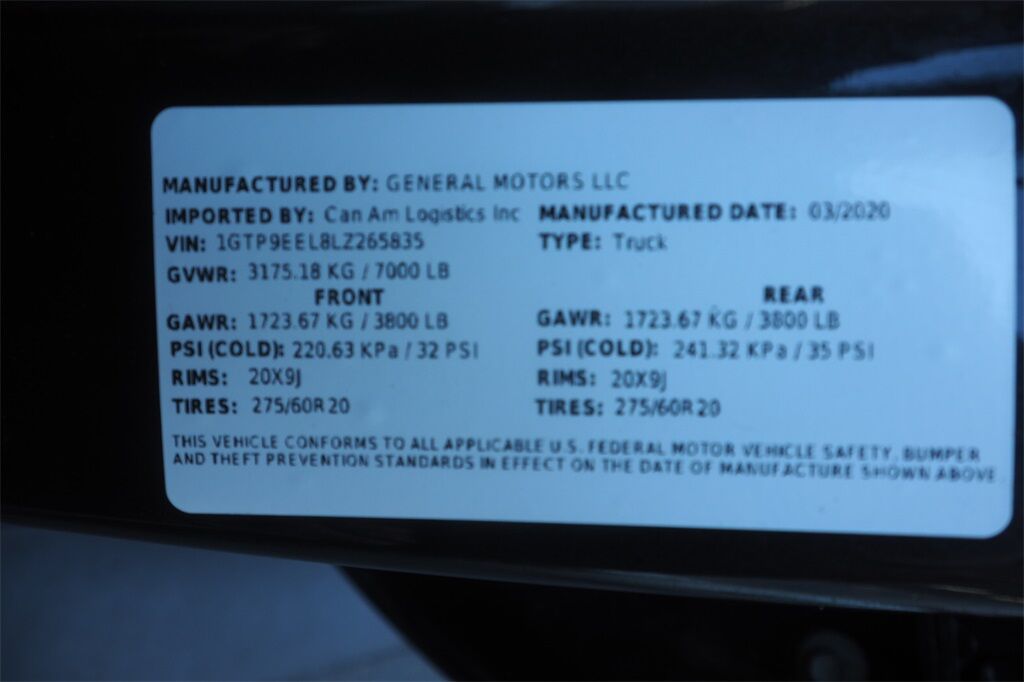 MANUFACTURED BY: GENERAL MOTORS LLC
IMPORTED BY: Can Am Logistics Inc MANUFACTURED DATE: 03/2020
VIN: 1GTP9EEL8LZ265835 TYPE: Truck
GVWR: 3175.18 KG / 7000 LB
FRONT REAR
GAWR: 1723.67 KG / 3800 LB GAWR: 1723.67 KG / 3800 LB
PSI (COLD): 220.63 KPa / 32 PSI PSI (COLD): 241.32 KPa / 35 PSI
RIMS: 20X9J RIMS: 20X9J
TIRES: 275/60R20 TIRES: 275/60R20
THIS VEHICLE CONFORMS TO ALL APPLICABLE U.S. FEDERAL MOTOR VEHICLE SAFETY, BUMPER
AND THEFT PREVENTION STANDARDS IN EFFECT ON THE DATE OF MANUFACTURE SHOWN ABOVE.